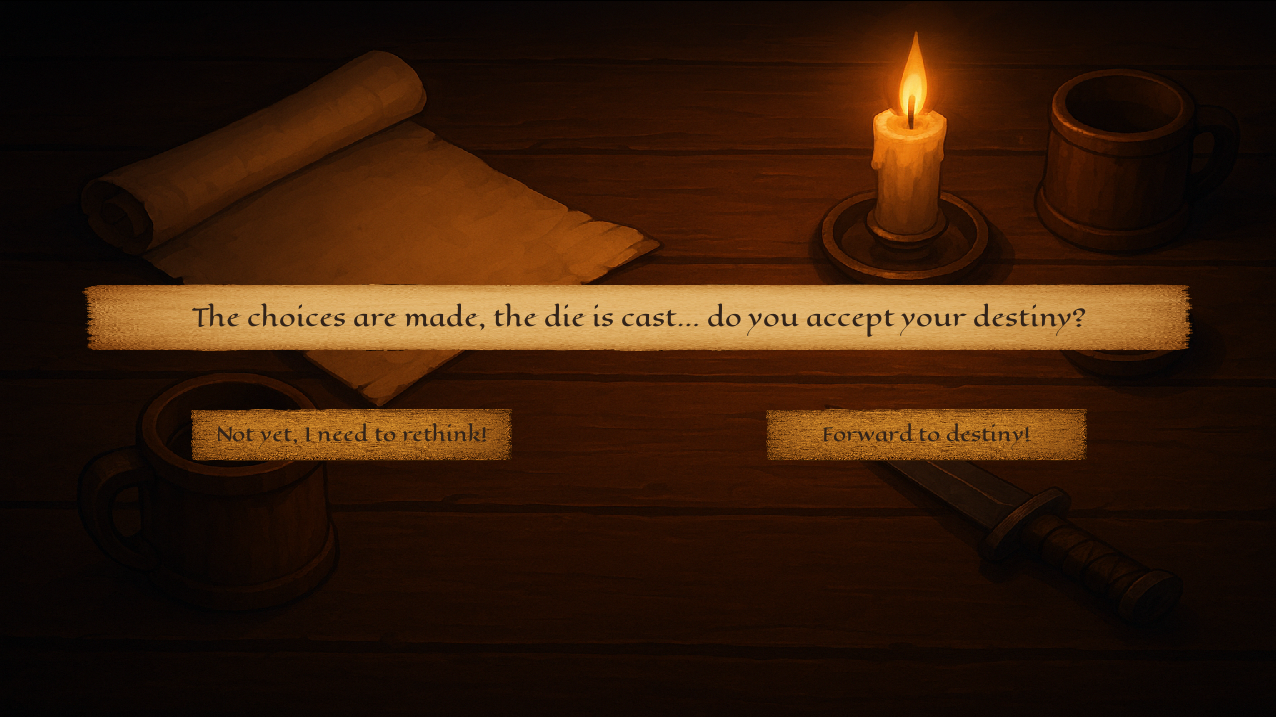 The choices are made, the die is cast... do you accept your destiny?
Not yet, I need to rethink!
Forward to destiny!